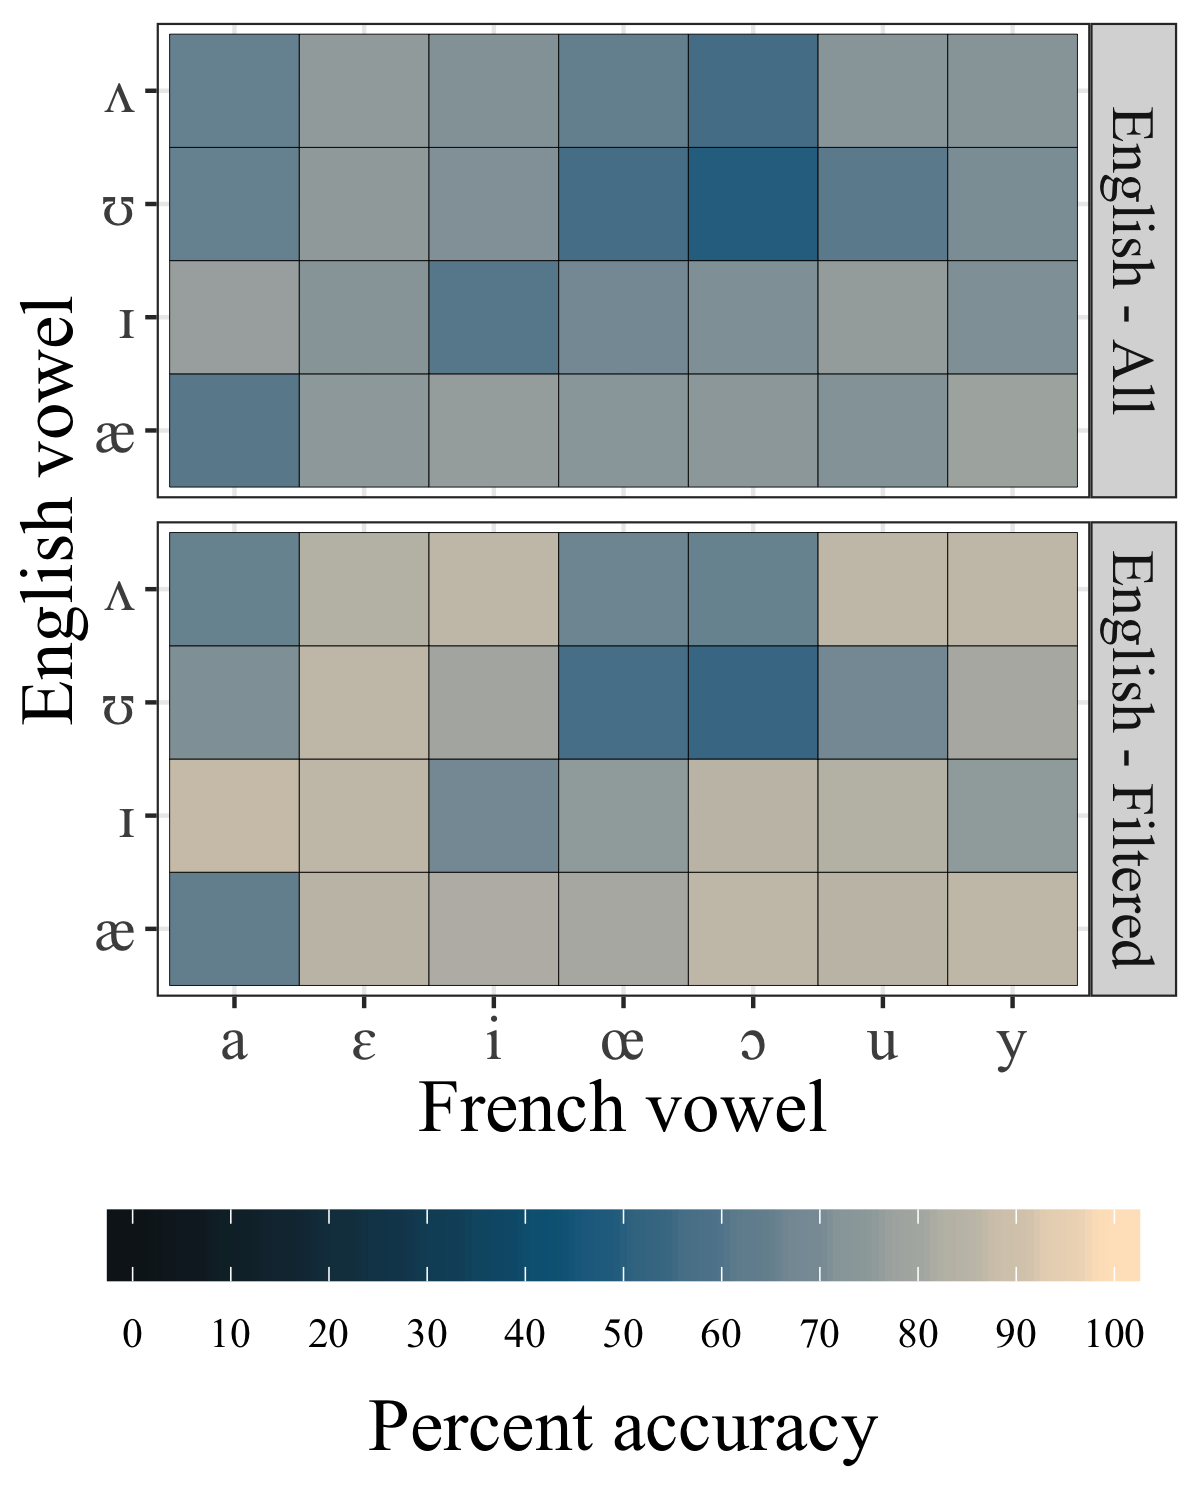 English vowel
ʌ
ʊ
ɪ
æ
English - All
ʌ
ʊ
ɪ
æ
English - Filtered
a ɛ i œ ɔ u y
French vowel
0 10 20 30 40 50 60 70 80 90 100
Percent accuracy